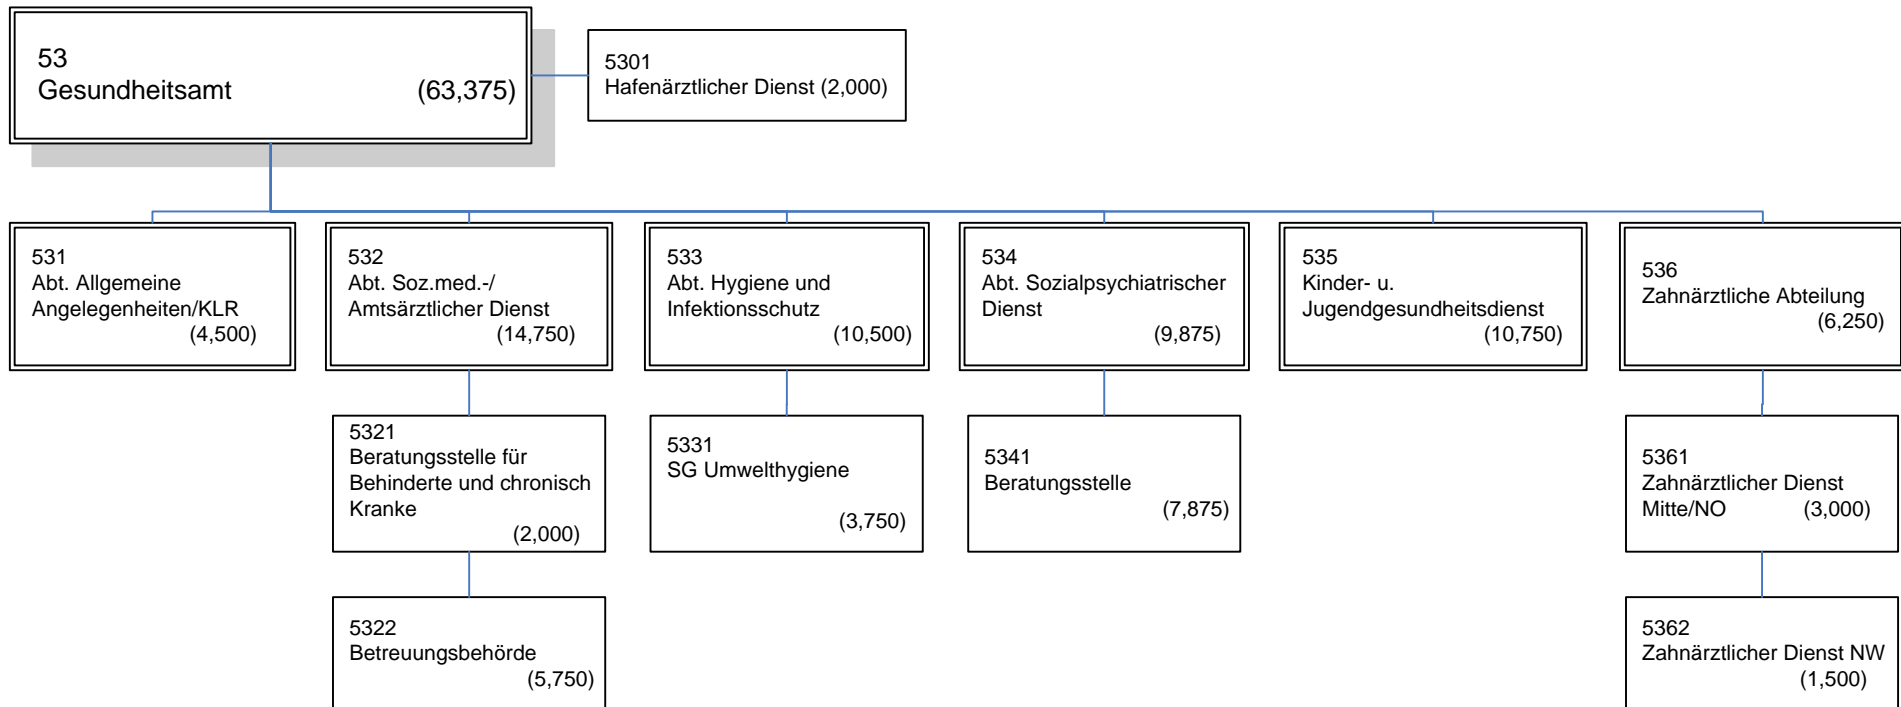 53
Gesundheitsamt (63,375)
5301
Hafenärztlicher Dienst (2,000)
531
Abt. Allgemeine
Angelegenheiten/KLR
(4,500)
532
Abt. Soz.med.-/
Amtsärztlicher Dienst
(14,750)
533
Abt. Hygiene und
Infektionsschutz
(10,500)
534
Abt. Sozialpsychiatrischer
Dienst
(9,875)
535
Kinder- u.
Jugendgesundheitsdienst
(10,750)
536
Zahnärztliche Abteilung
(6,250)
5321
Beratungsstelle für
Behinderte und chronisch
Kranke
(2,000)
5331
SG Umwelthygiene
(3,750)
5341
Beratungsstelle
(7,875)
5361
Zahnärztlicher Dienst
Mitte/NO (3,000)
5322
Betreuungsbehörde
(5,750)
5362
Zahnärztlicher Dienst NW
(1,500)